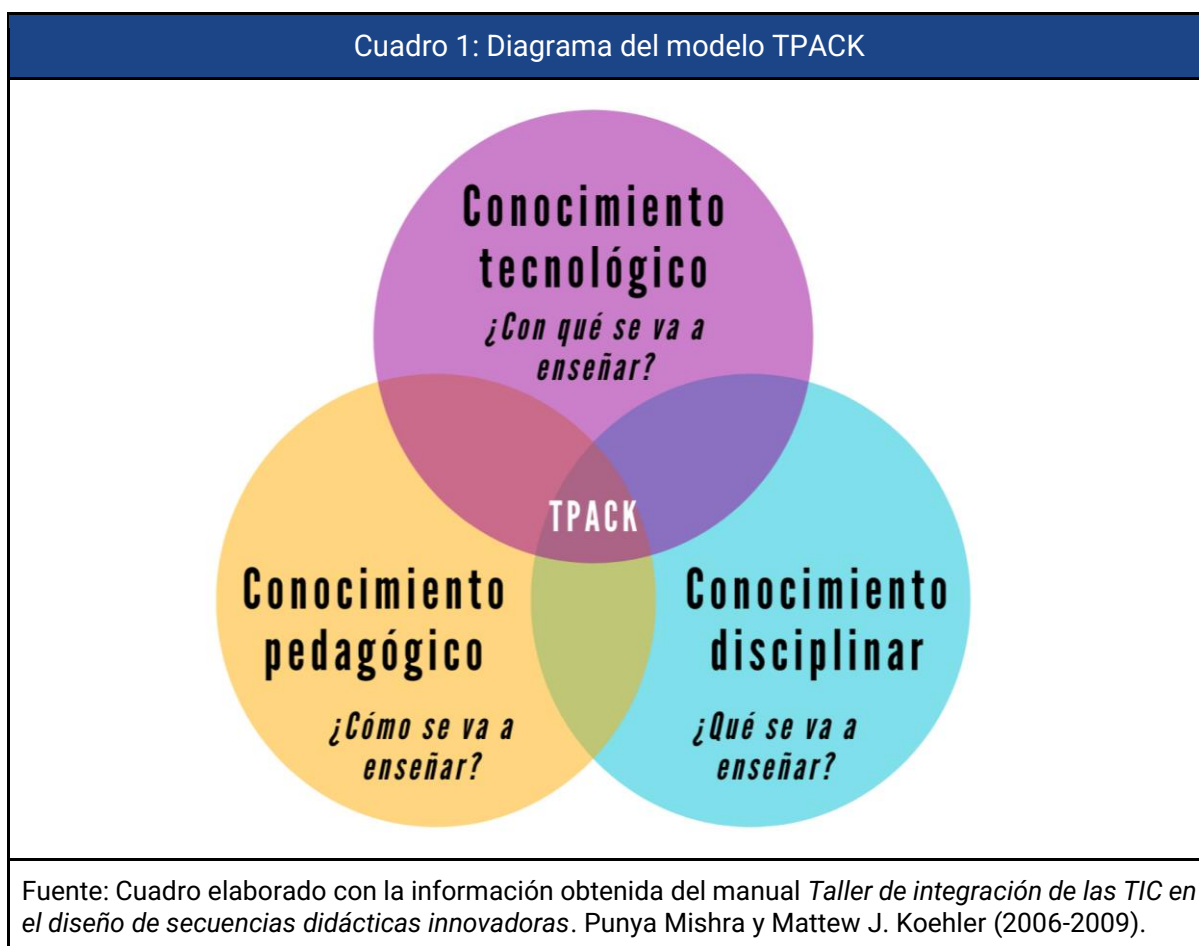 Cuadro 1: Diagrama del modelo TPACK
Conocimiento
tecnológico
¿Con qué se va a
enseñar?
TPACK
Conocimiento
pedagógico
¿Cómo se va a
enseñar?
Conocimiento
disciplinar
¿Qué se va a
enseñar?
Fuente: Cuadro elaborado con la información obtenida del manual Taller de integración de las TIC en
el diseño de secuencias didácticas innovadoras. Punya Mishra y Mattew J. Koehler (2006-2009).